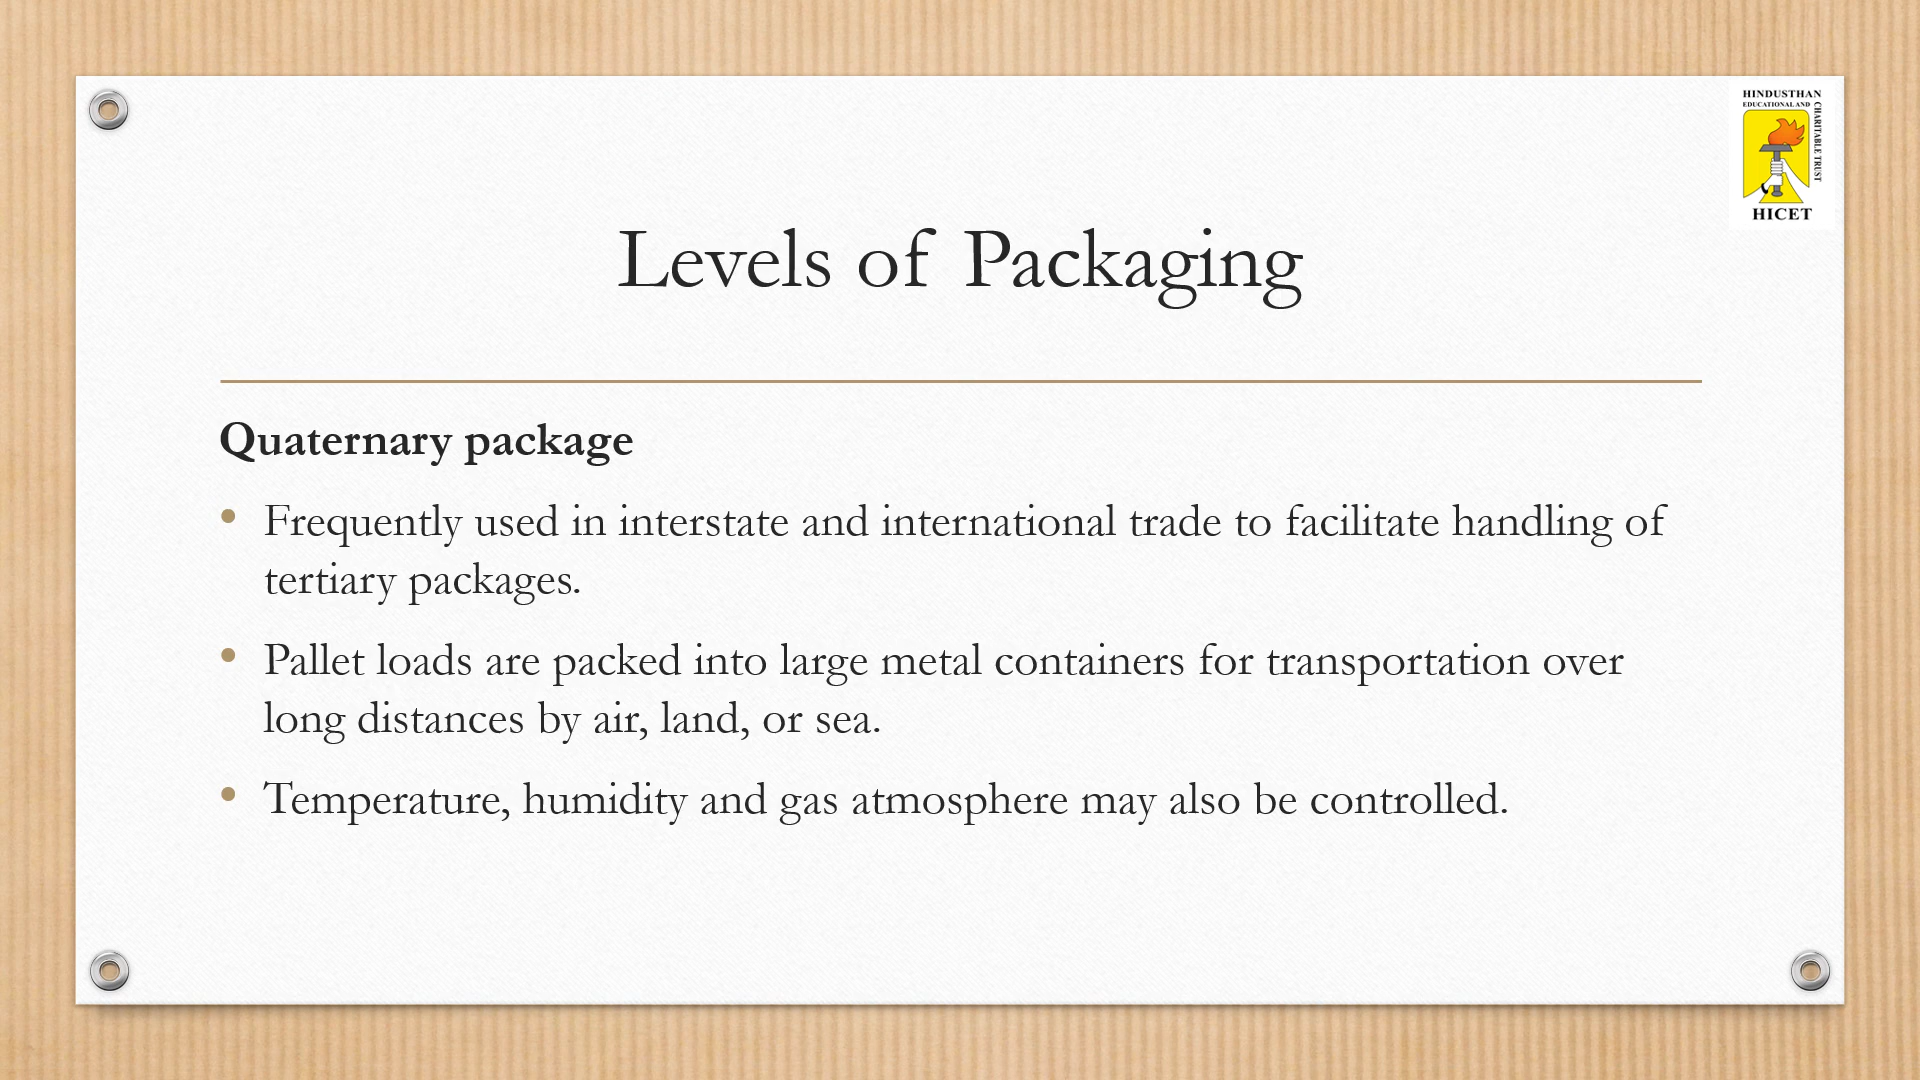 HINDUSTHAN
EDUCATIONAL AND
CHARITABLE TRUST
HICET
Levels of Packaging
Quaternary package
• Frequently used in interstate and international trade to facilitate handling of
tertiary packages.
• Pallet loads are packed into large metal containers for transportation over
long distances by air, land, or sea.
• Temperature, humidity and gas atmosphere may also be controlled.